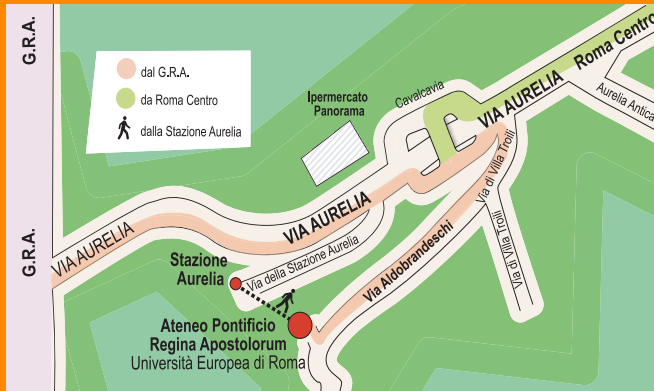 G.R.A.
dal G.R.A.
da Roma Centro
dalla Stazione Aurelia
Ipermercato
Panorama
Cavalcavia
VIA AURELIA
Roma Centro
Aurelia Antica
Via di Villa Troili
Via di Villa Troili
VIA AURELIA
VIA AURELIA
G.R.A.
Via della Stazione Aurelia
Via Aldobrandeschi
Stazione
Aurelia
Ateneo Pontificio
Regina Apostolorum
Università Europea di Roma